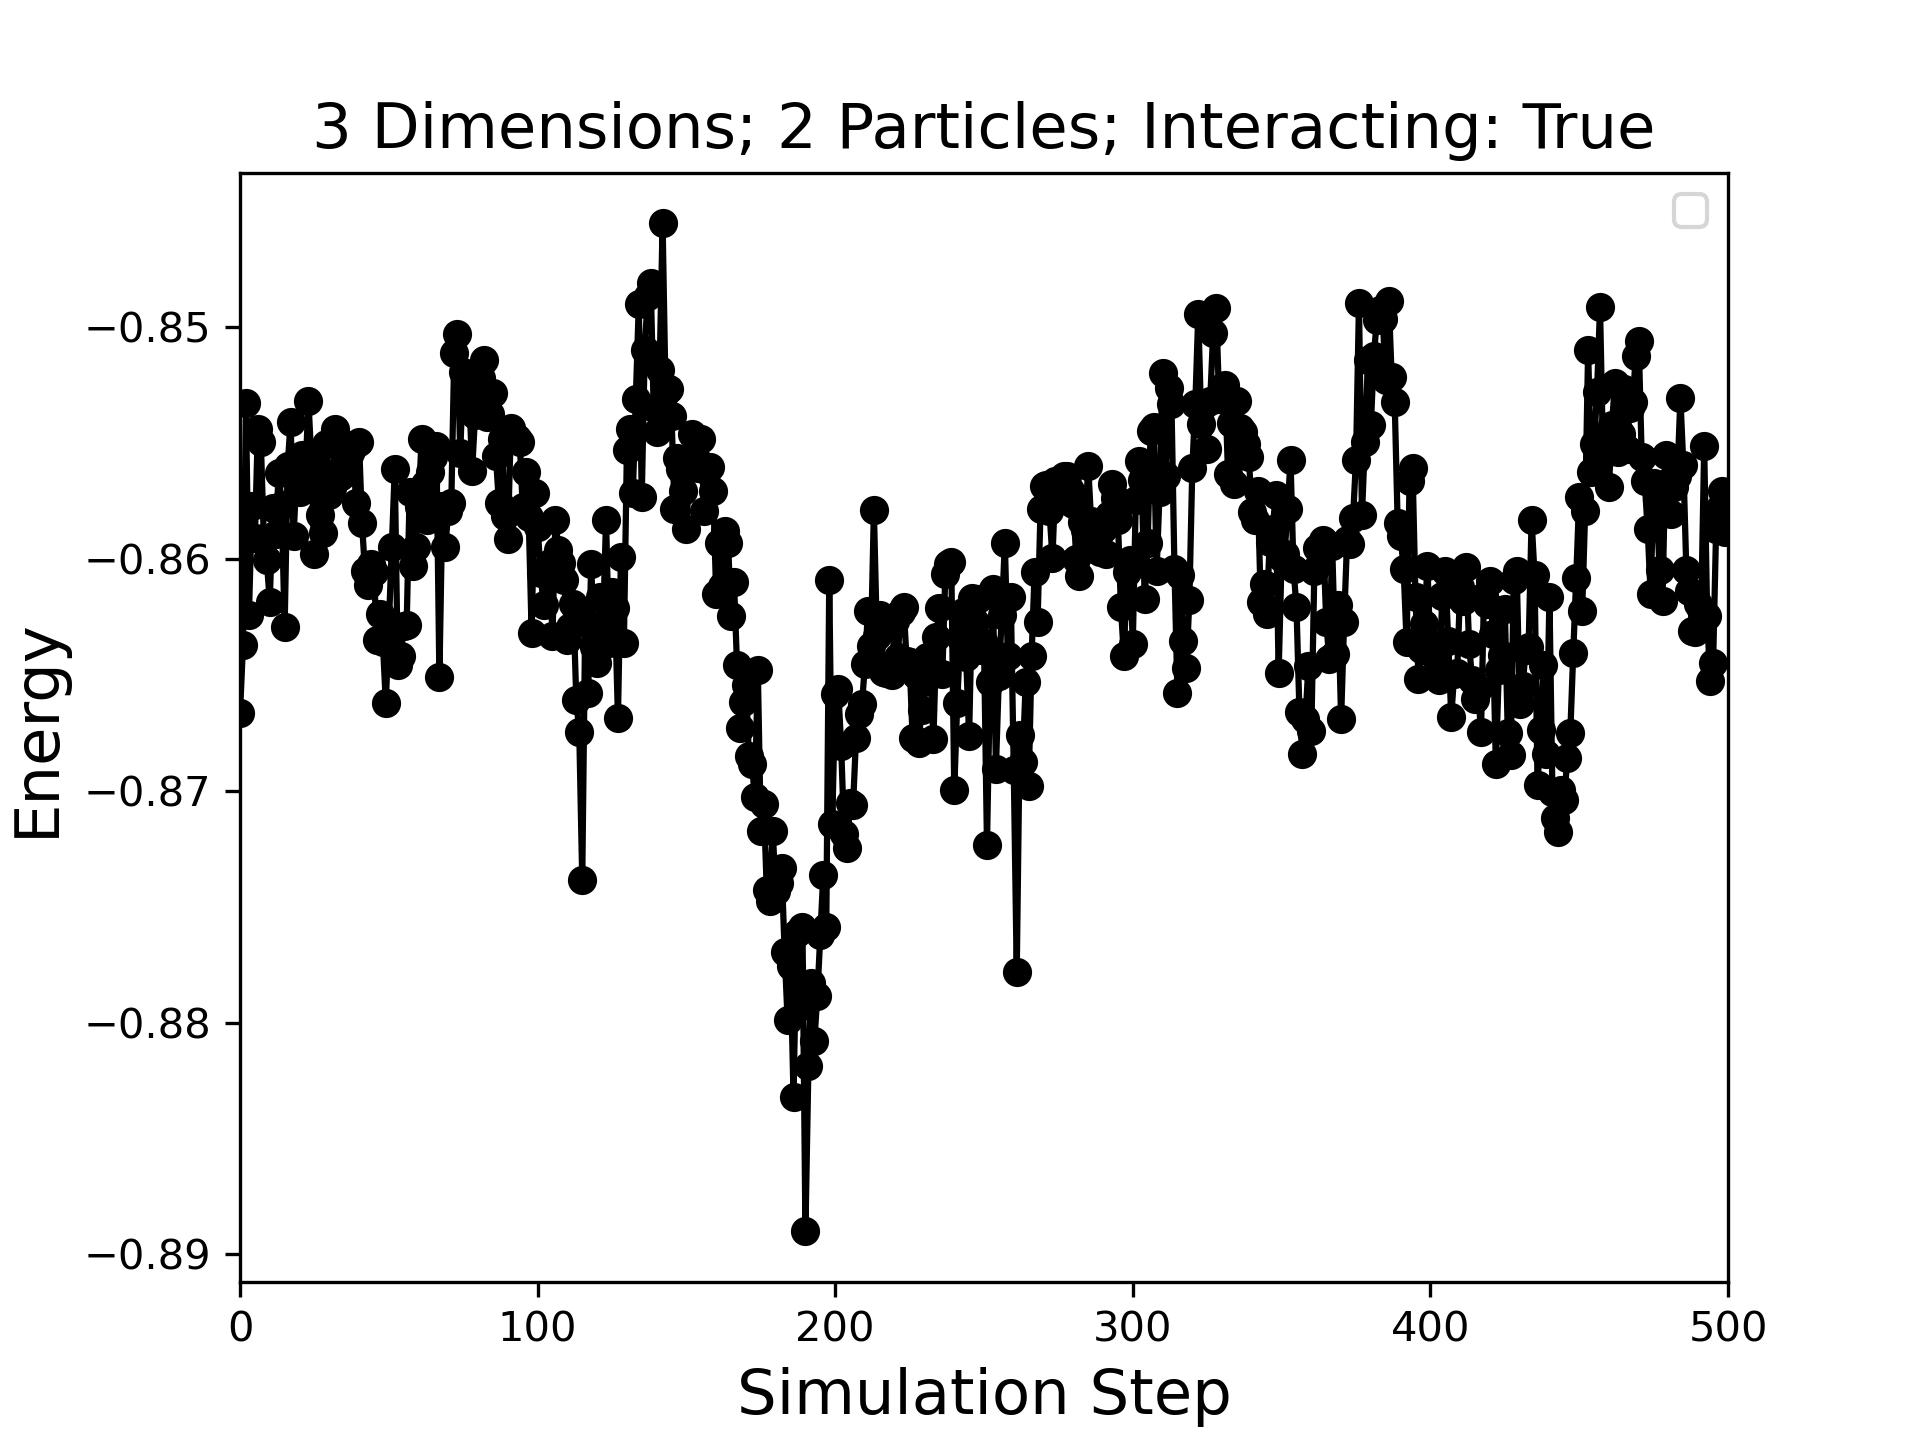 3 Dimensions; 2 Particles; Interacting: True
Energy
−0.85
−0.86
−0.87
−0.88
−0.89
0 100 200 300 400 500
Simulation Step